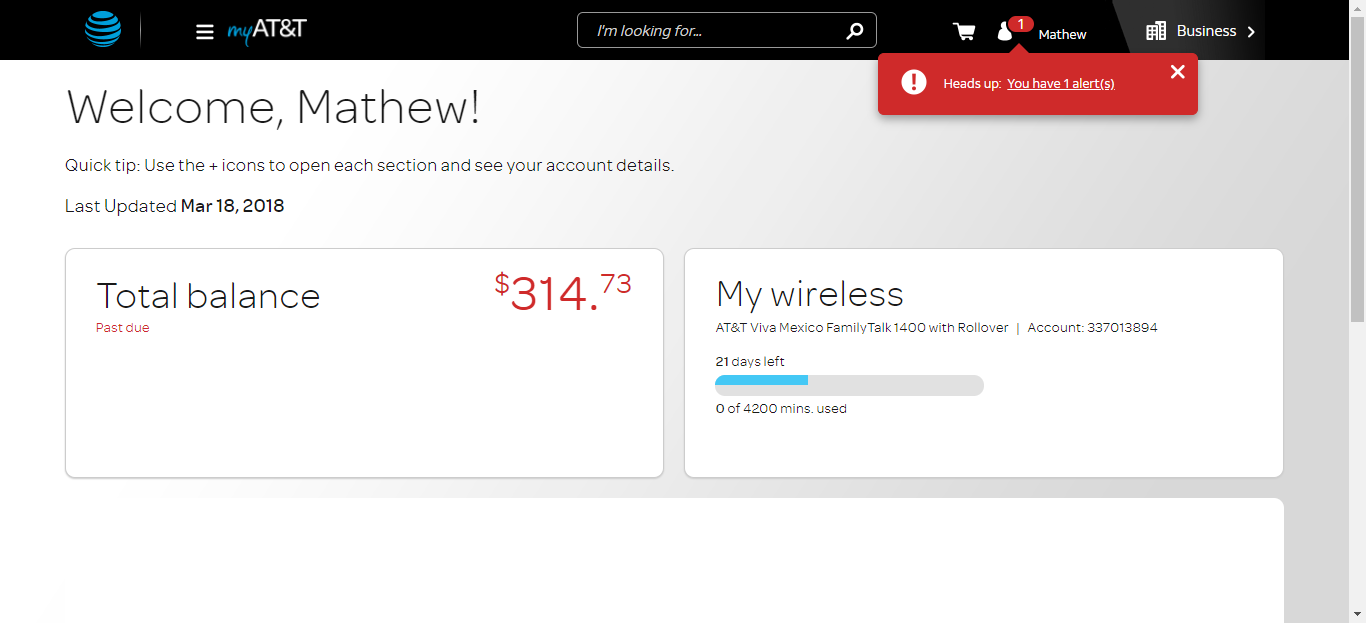 myAT&T
I'm looking for...
1
Mathew
Business
Heads up: You have 1 alert(s)
Welcome, Mathew!
Quick tip: Use the + icons to open each section and see your account details.
Last Updated Mar 18, 2018
Total balance
$314.73
Past due
My wireless
AT&T Viva Mexico FamilyTalk 1400 with Rollover | Account: 337013894
21 days left
0 of 4200 mins. used